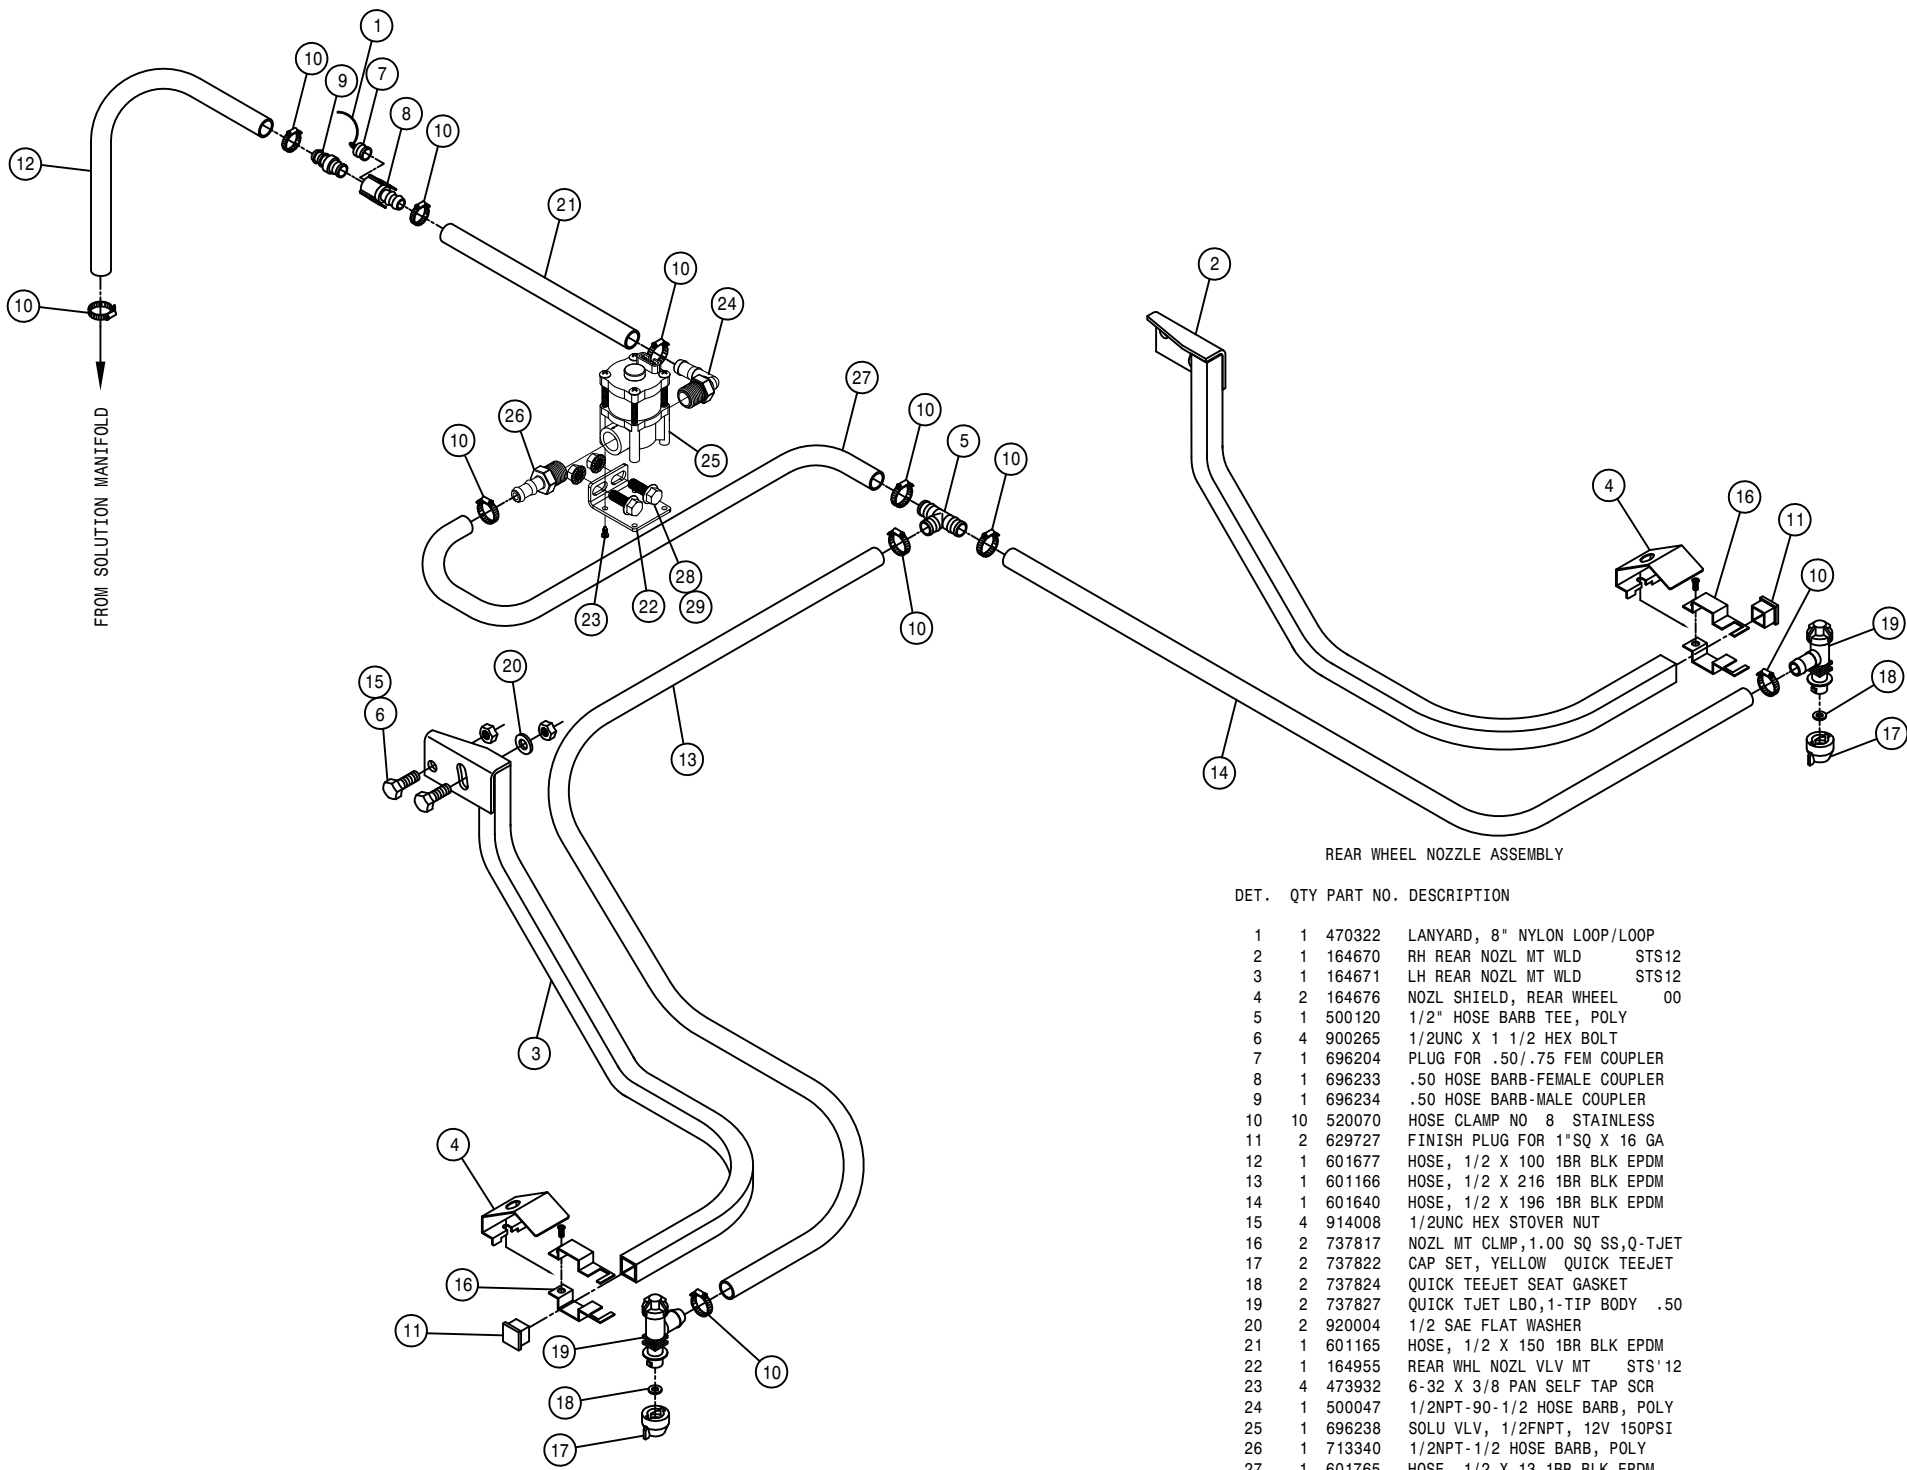 1
10
9
7
8
10
12
21
10
10
24
2
27
26
10
10
5
10
25
4
16
11
10
19
18
17
FROM SOLUTION MANIFOLD
28
23
22
29
10
20
15
6
13
14
3
4
16
11
19
10
18
17
REAR WHEEL NOZZLE ASSEMBLY
DET. QTY PART NO. DESCRIPTION
1 1 470322 LANYARD, 8" NYLON LOOP/LOOP
2 1 164670 RH REAR NOZL MT WLD STS12
3 1 164671 LH REAR NOZL MT WLD STS12
4 2 164676 NOZL SHIELD, REAR WHEEL 00
5 1 500120 1/2" HOSE BARB TEE, POLY
6 4 900265 1/2UNC X 1 1/2 HEX BOLT
7 1 696204 PLUG FOR .50/.75 FEM COUPLER
8 1 696233 .50 HOSE BARB-FEMALE COUPLER
9 1 696234 .50 HOSE BARB-MALE COUPLER
10 10 520070 HOSE CLAMP NO 8 STAINLESS
11 2 629727 FINISH PLUG FOR 1"SQ X 16 GA
12 1 601677 HOSE, 1/2 X 100 1BR BLK EPDM
13 1 601166 HOSE, 1/2 X 216 1BR BLK EPDM
14 1 601640 HOSE, 1/2 X 196 1BR BLK EPDM
15 4 914008 1/2UNC HEX STOVER NUT
16 2 737817 NOZL MT CLMP,1.00 SQ SS,Q-TJET
17 2 737822 CAP SET, YELLOW QUICK TEEJET
18 2 737824 QUICK TEEJET SEAT GASKET
19 2 737827 QUICK TJET LBO,1-TIP BODY .50
20 2 920004 1/2 SAE FLAT WASHER
21 1 601165 HOSE, 1/2 X 150 1BR BLK EPDM
22 1 164955 REAR WHL NOZL VLV MT STS'12
23 4 473932 6-32 X 3/8 PAN SELF TAP SCR
24 1 500047 1/2NPT-90-1/2 HOSE BARB, POLY
25 1 696238 SOLU VLV, 1/2FNPT, 12V 150PSI
26 1 713340 1/2NPT-1/2 HOSE BARB, POLY
27 1 601765 HOSE, 1/2 X 13 1BR BLK EPDM